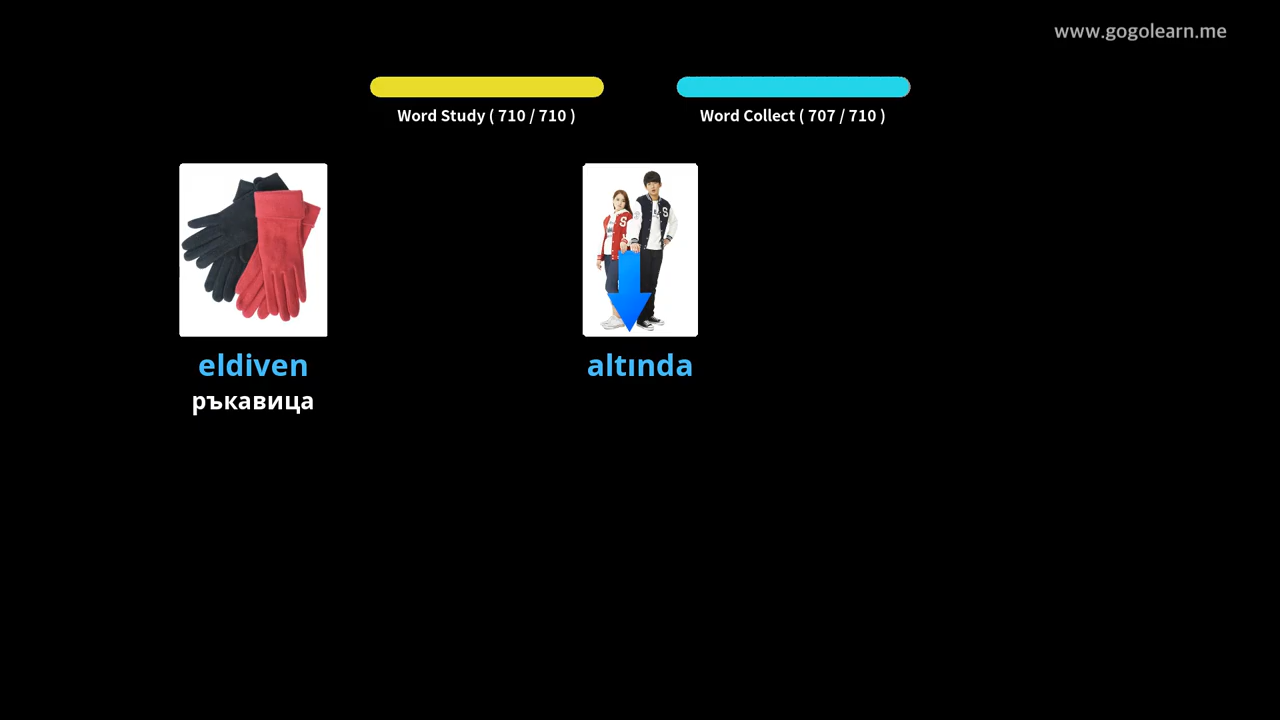 www.gogolearn.me
Word Study ( 710 / 710 )
Word Collect ( 707 / 710 )
eldiven
ръкавица
altında